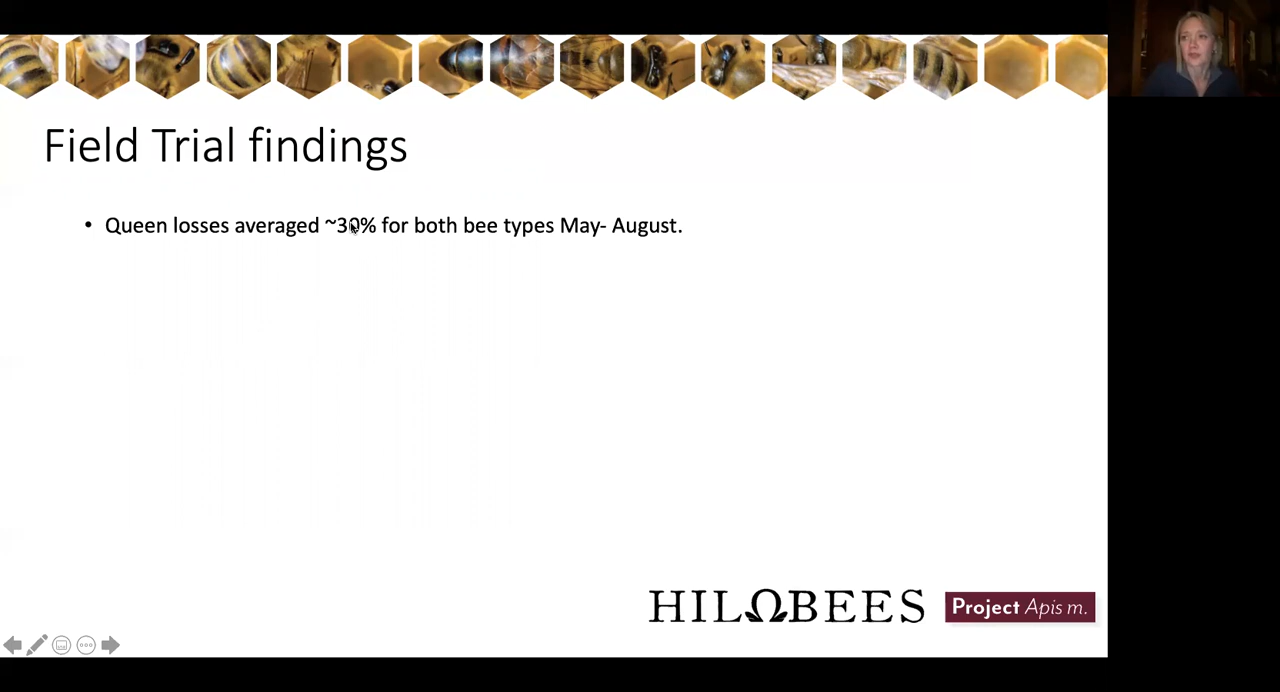 Field Trial findings
• Queen losses averaged ~30% for both bee types May- August.
HILOBEES
Project Apis m.